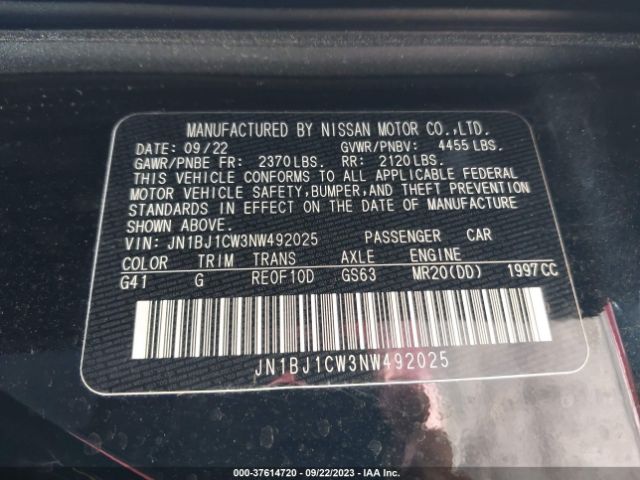 MANUFACTURED BY NISSAN MOTOR CO.,LTD.
DATE: 09/22 GVWR/PNBV: 4455 LBS.
GAWR/PNBE FR: 2370 LBS. RR: 2120 LBS.
THIS VEHICLE CONFORMS TO ALL APPLICABLE FEDERAL
MOTOR VEHICLE SAFETY,BUMPER,AND THEFT PREVENTION
STANDARDS IN EFFECT ON THE DATE OF MANUFACTURE
SHOWN ABOVE.
VIN: JN1BJ1CW3NW492025 PASSENGER CAR
COLOR TRIM TRANS AXLE ENGINE
G41 G RE0F10D GS63 MR20(DD) 1997CC
JN1BJ1CW3NW492025
000-37614720 - 09/22/2023 - IAA Inc.